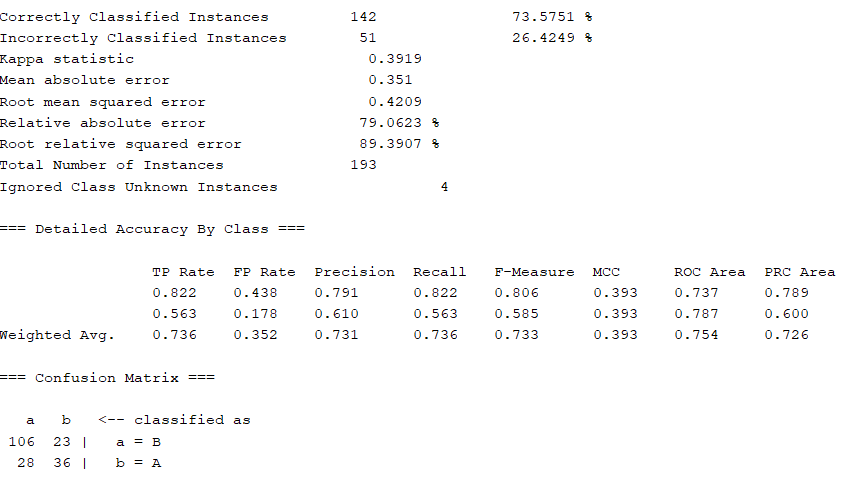 Correctly Classified Instances         142               73.5751 %
Incorrectly Classified Instances        51               26.4249 %
Kappa statistic                          0.3919
Mean absolute error                      0.351
Root mean squared error                  0.4209
Relative absolute error                 79.0623 %
Root relative squared error             89.3907 %
Total Number of Instances              193
Ignored Class Unknown Instances                  4
=== Detailed Accuracy By Class ===
                 TP Rate  FP Rate  Precision  Recall   F-Measure  MCC      ROC Area  PRC Area
                 0.822    0.438    0.791      0.822    0.806      0.393    0.737     0.789
                 0.563    0.178    0.610      0.563    0.585      0.393    0.787     0.600
Weighted Avg.    0.736    0.352    0.731      0.736    0.733      0.393    0.754     0.726
=== Confusion Matrix ===
   a   b   <-- classified as
 106  23 |   a = B
  28  36 |   b = A